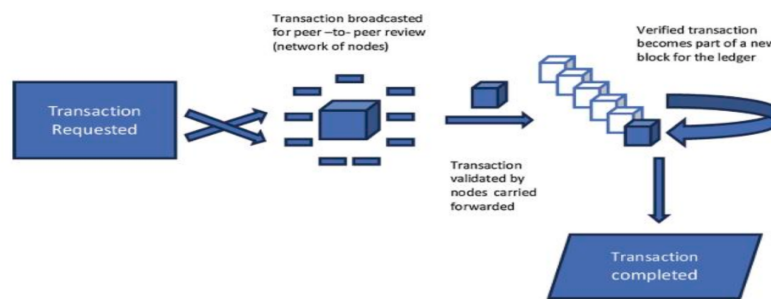 Transaction
Requested
Transaction broadcasted
for peer –to- peer review
(network of nodes)
Transaction
validated by
nodes carried
forwarded
Verified transaction
becomes part of a new
block for the ledger
Transaction
completed